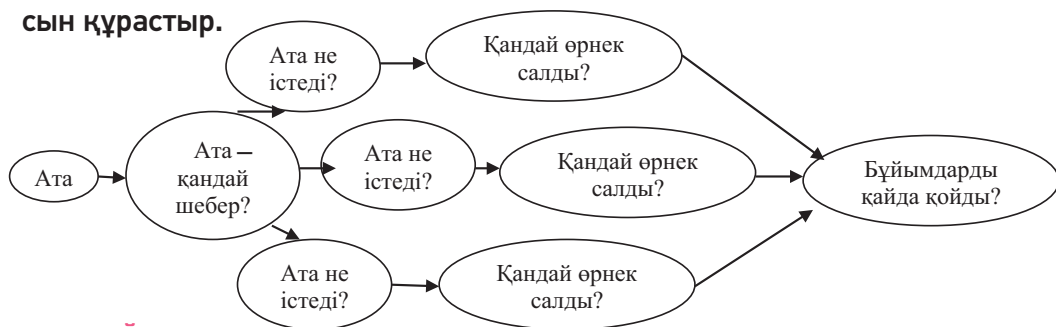 сын құрастыр.
Ата не
істеді?
Қандай өрнек
салды?
Ата
Ата –
қандай
шебер?
Ата не
істеді?
Қандай өрнек
салды?
Бұйымдарды
қайда қойды?
Ата не
істеді?
Қандай өрнек
салды?